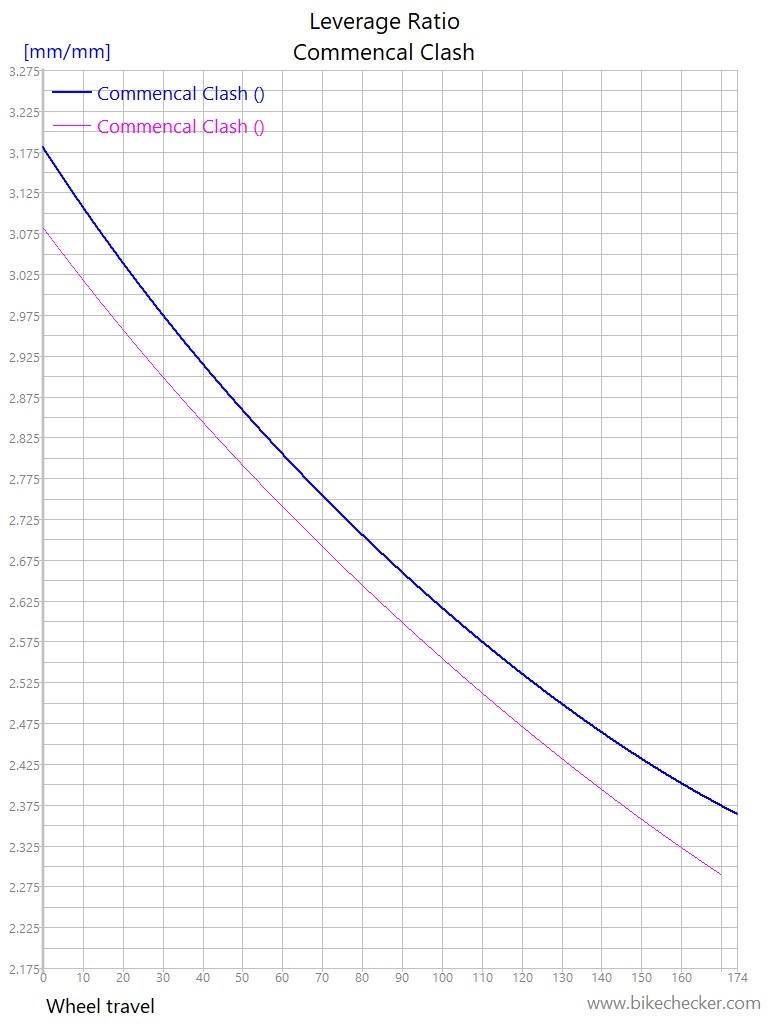 Leverage Ratio
Commencal Clash
[mm/mm]
3.275
Commencal Clash ()
3.225
Commencal Clash ()
3.175
3.125
3.075
3.025
2.975
2.925
2.875
2.825
2.775
2.725
2.675
2.625
2.575
2.525
2.475
2.425
2.375
2.325
2.275
2.225
2.175
0 10 20 30 40 50 60 70 80 90 100 110 120 130 140 150 160 174
Wheel travel
www.bikechecker.com